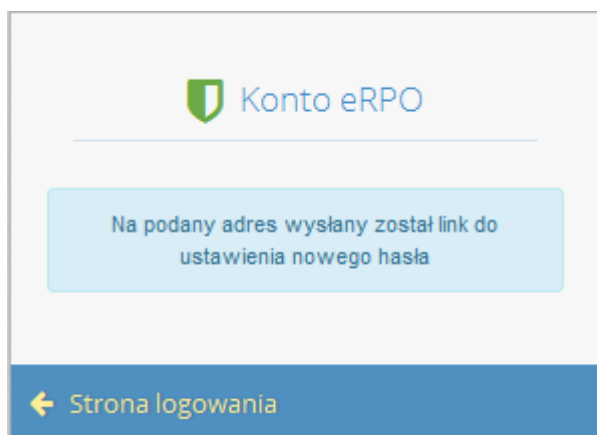 Konto eRPO
Na podany adres wysłany został link do
ustawienia nowego hasła
Strona logowania